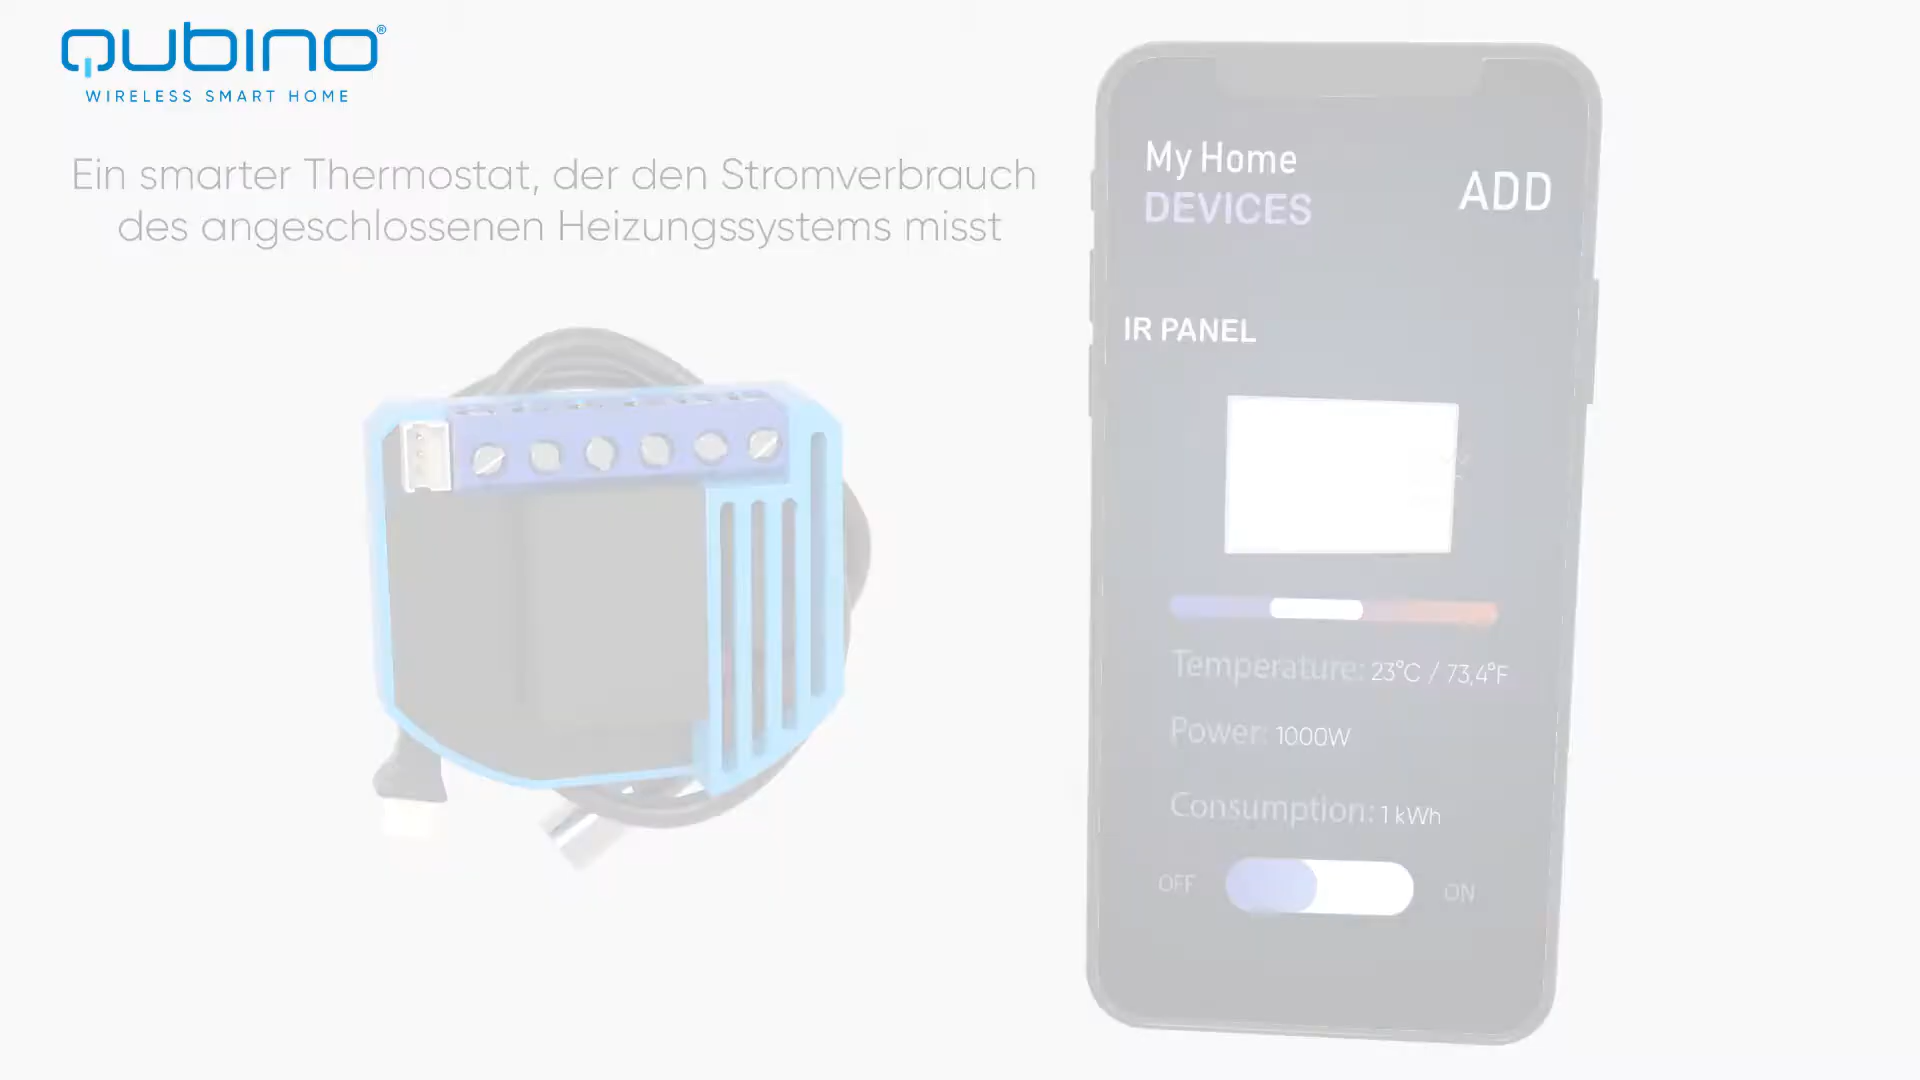 QUBINO®
WIRELESS SMART HOME
Ein smarter Thermostat, der den Stromverbrauch
des angeschlossenen Heizungssystems misst
My Home
DEVICES
ADD
IR PANEL
Temperature: 23°C / 73,4°F
Power: 1000W
Consumption: 1 kWh
OFF
ON